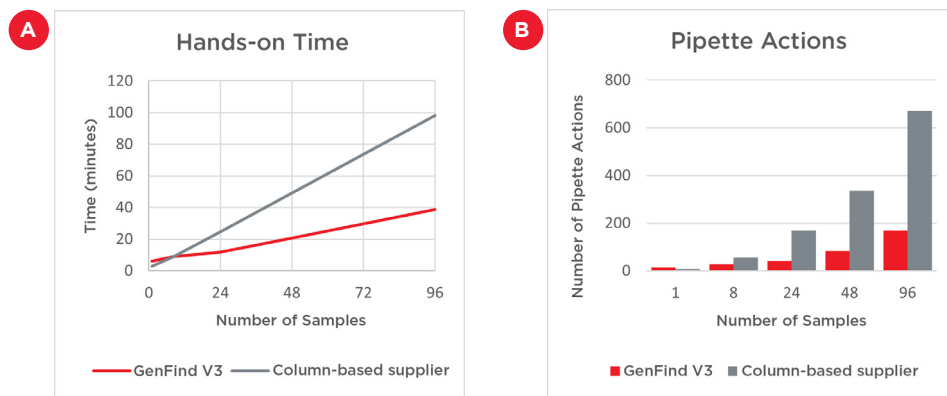 A
Hands-on Time
Time (minutes)
120
100
80
60
40
20
0
0 24 48 72 96
Number of Samples
GenFind V3 Column-based supplier
B
Pipette Actions
Number of Pipette Actions
800
600
400
200
0
1 8 24 48 96
Number of Samples
GenFind V3 Column-based supplier